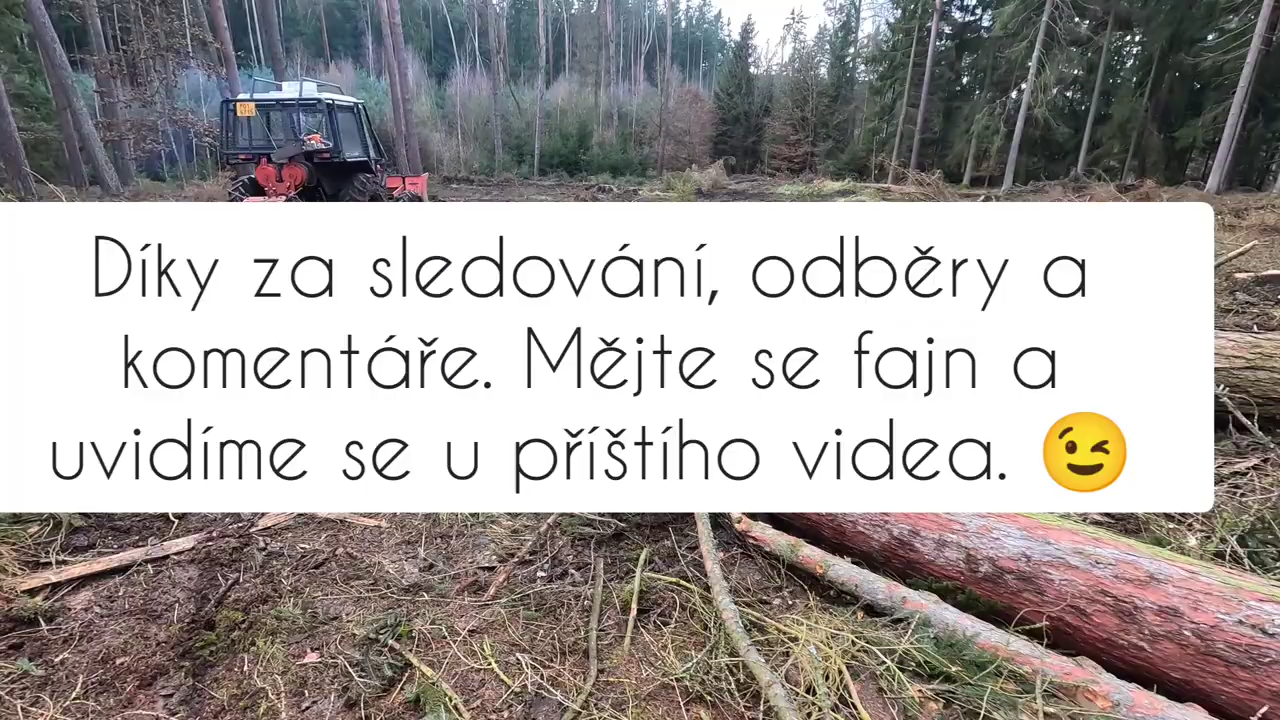 Díky za sledování, odběry a
komentáře. Mějte se fajn a
uvidíme se u příštího videa. 😉